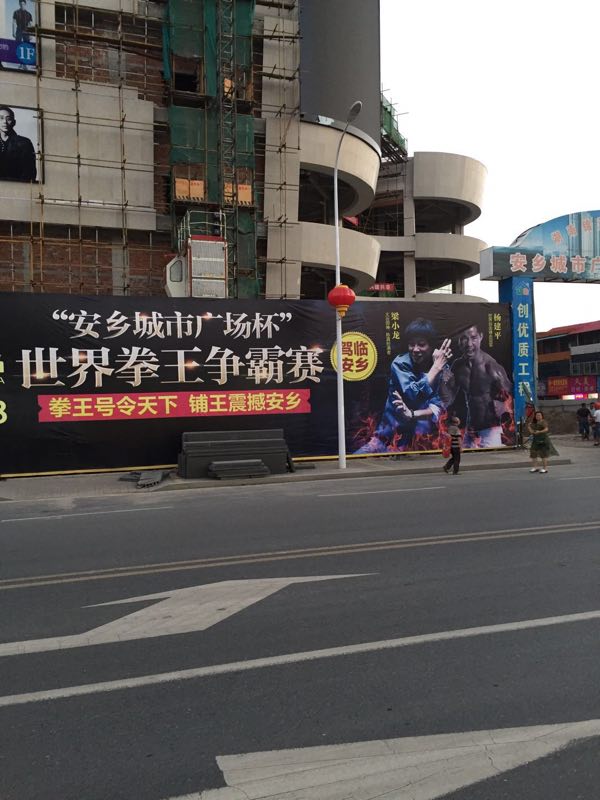 1F
“安乡城市广场杯”
世界拳王争霸赛
拳王号令天下 铺王震撼安乡
驾临
安乡
梁小龙
杨建平
安乡城市广
创优质工程